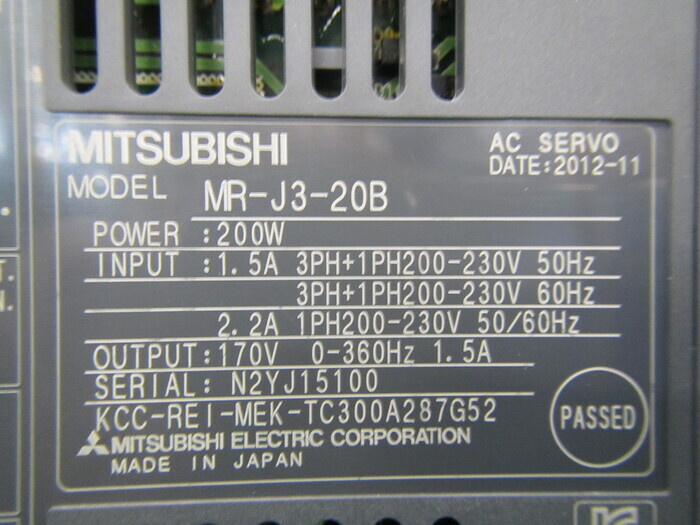 MITSUBISHI
AC SERVO
DATE:2012-11
MODEL MR-J3-20B
POWER :200W
INPUT :1.5A 3PH+1PH200-230V 50Hz
3PH+1PH200-230V 60Hz
2.2A 1PH200-230V 50/60Hz
OUTPUT:170V 0-360Hz 1.5A
SERIAL: N2YJ15100
KCC-REI-MEK-TC300A287G52
PASSED
MITSUBISHI ELECTRIC CORPORATION
MADE IN JAPAN